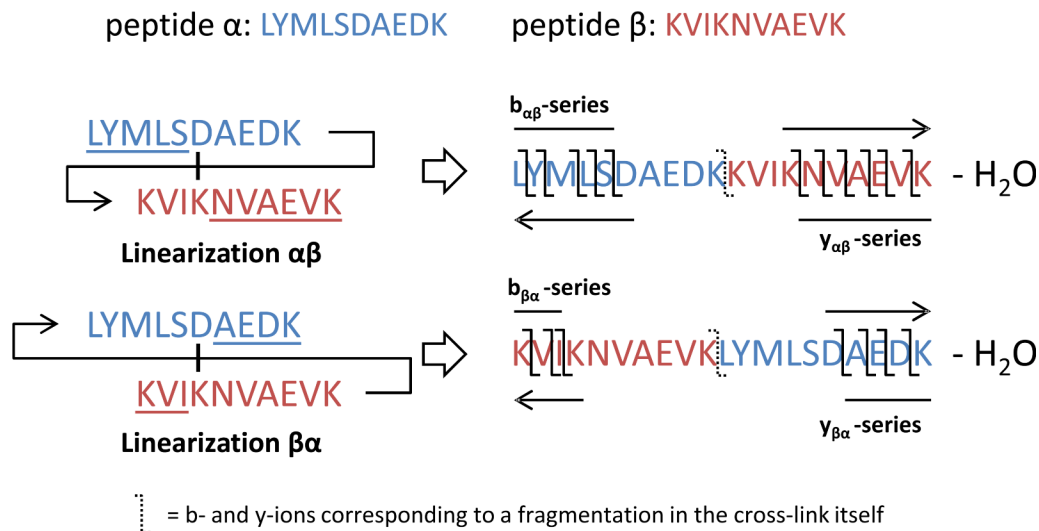 peptide α: LYMLSDAEDK peptide β: KVIKNVAEVK
LYMLSDAEDK
KVIKNVAEVK
Linearization αβ
bαβ-series
LYMLSDAEDKKVIKNVAEVK - H₂O
yαβ-series
LYMLSDAEDK
KVIKNVAEVK
Linearization βα
bβα-series
KVIKNVAEVKLYMLSDAEDK - H₂O
yβα-series
= b- and y-ions corresponding to a fragmentation in the cross-link itself